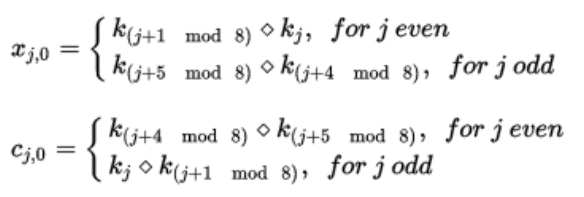 x_{j,0} = { k_{(j+1 mod 8)} ⋄ k_j, for j even
k_{(j+5 mod 8)} ⋄ k_{(j+4 mod 8)}, for j odd
c_{j,0} = { k_{(j+4 mod 8)} ⋄ k_{(j+5 mod 8)}, for j even
k_j ⋄ k_{(j+1 mod 8)}, for j odd